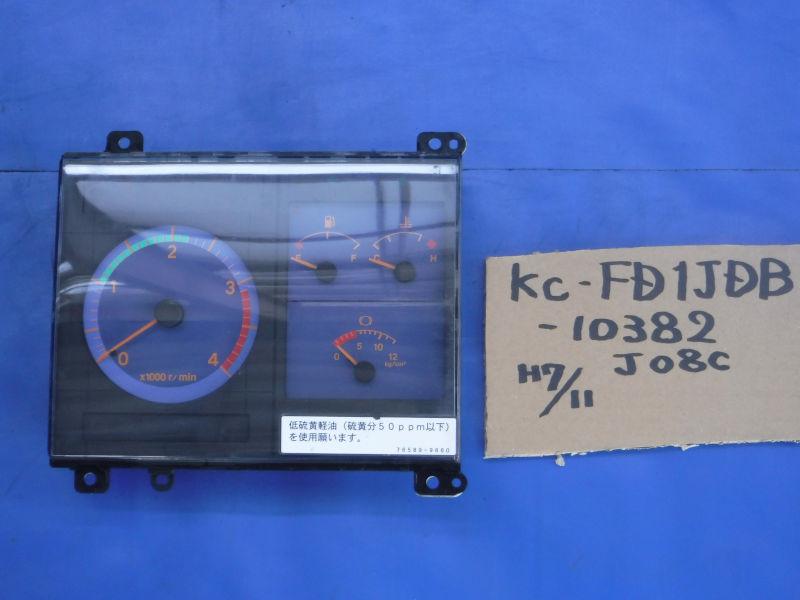 0 1 2 3 4
x1000 r/min
E F
C H
0 5 10 12
kg/cm²
低硫黄軽油（硫黄分５０ｐｐｍ以下）
を使用願います。
76589-9860
KC-FD1JDB
-10382
J08C
H7/11